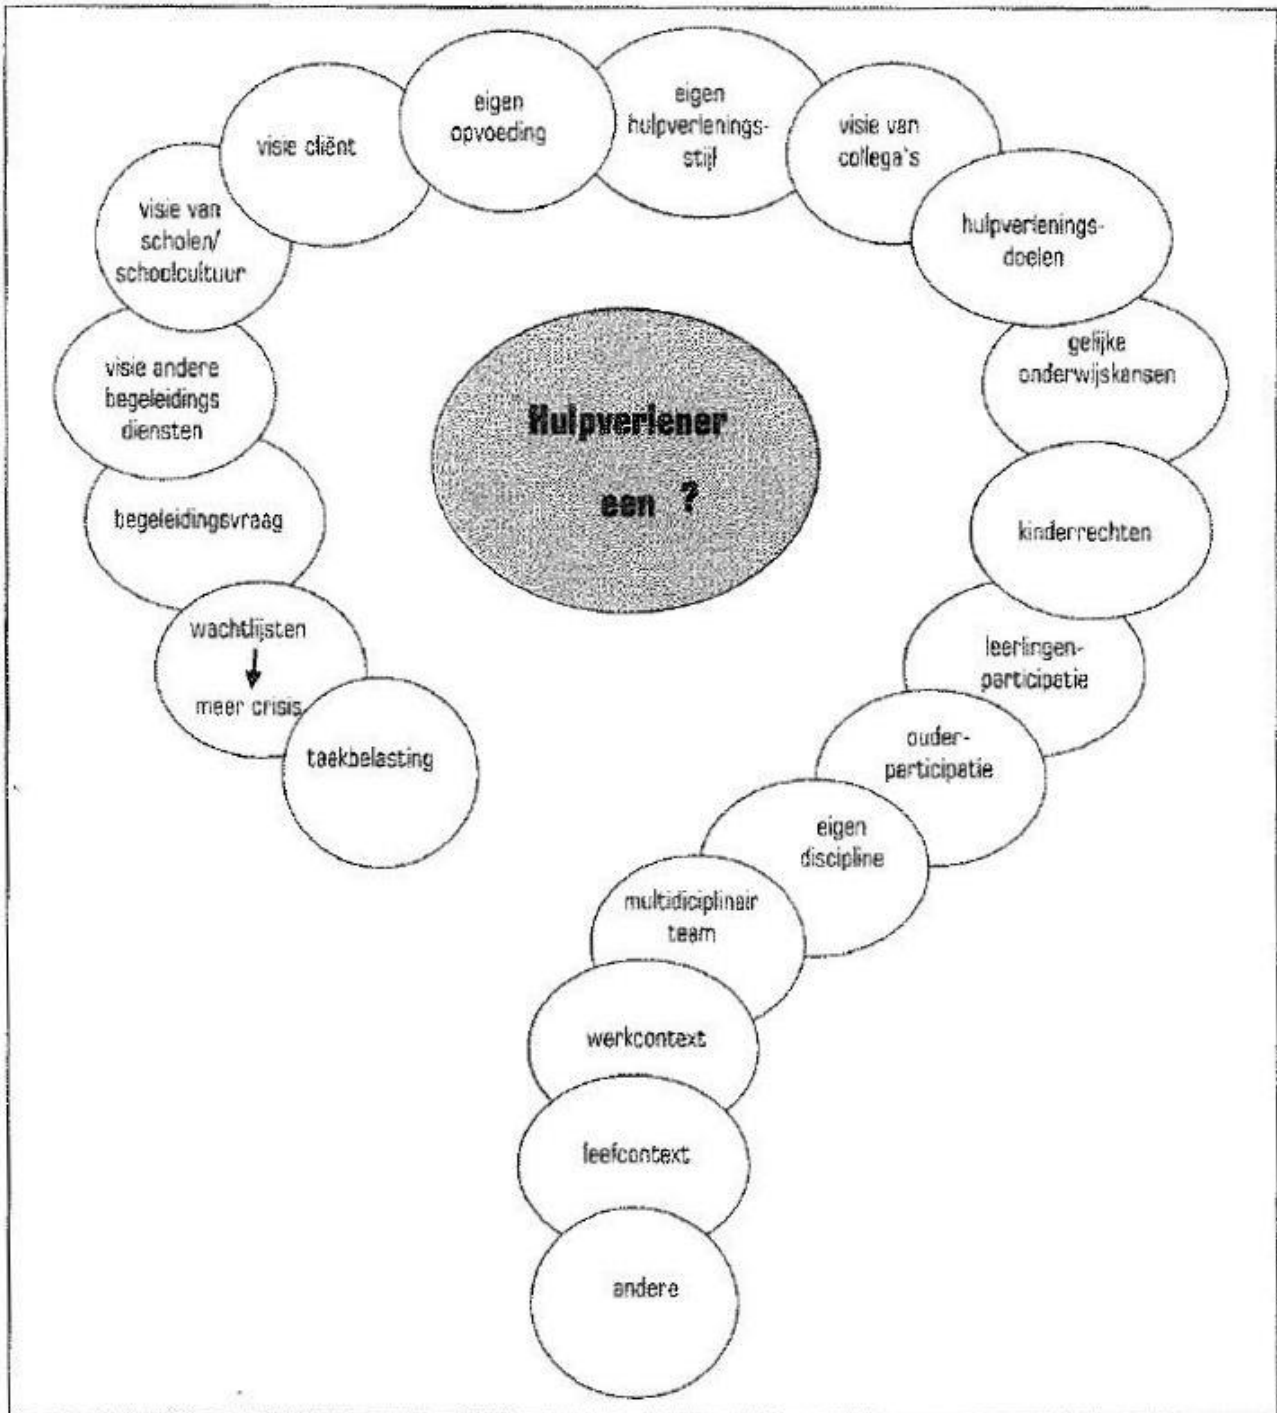 eigen
opvoeding
eigen
hulpverlenings-
stijl
visie van
collega's
visie cliënt
hulpverlenings-
doelen
visie van
scholen/
schoolcultuur
gelijke
onderwijskansen
visie andere
begeleidings
diensten
Hulpverlener
een ?
begeleidingsvraag
kinderrechten
wachtlijsten
meer crisis
leerlingen-
participatie
taakbelasting
ouder-
participatie
eigen
discipline
multidiciplinair
team
werkcontext
leefcontext
andere